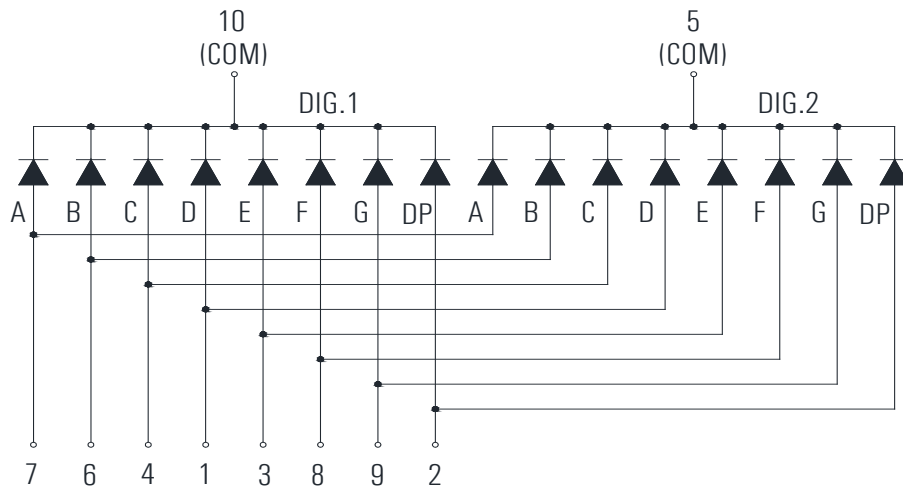 10 5
(COM) (COM)
DIG.1 DIG.2
A B C D E F G DP A B C D E F G DP
7 6 4 1 3 8 9 2